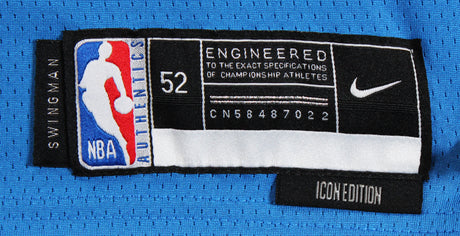 SWINGMAN
NBA
AUTHENTICS
52
ENGINEERED
TO THE EXACT SPECIFICATIONS
OF CHAMPIONSHIP ATHLETES
CN58487022
ICON EDITION